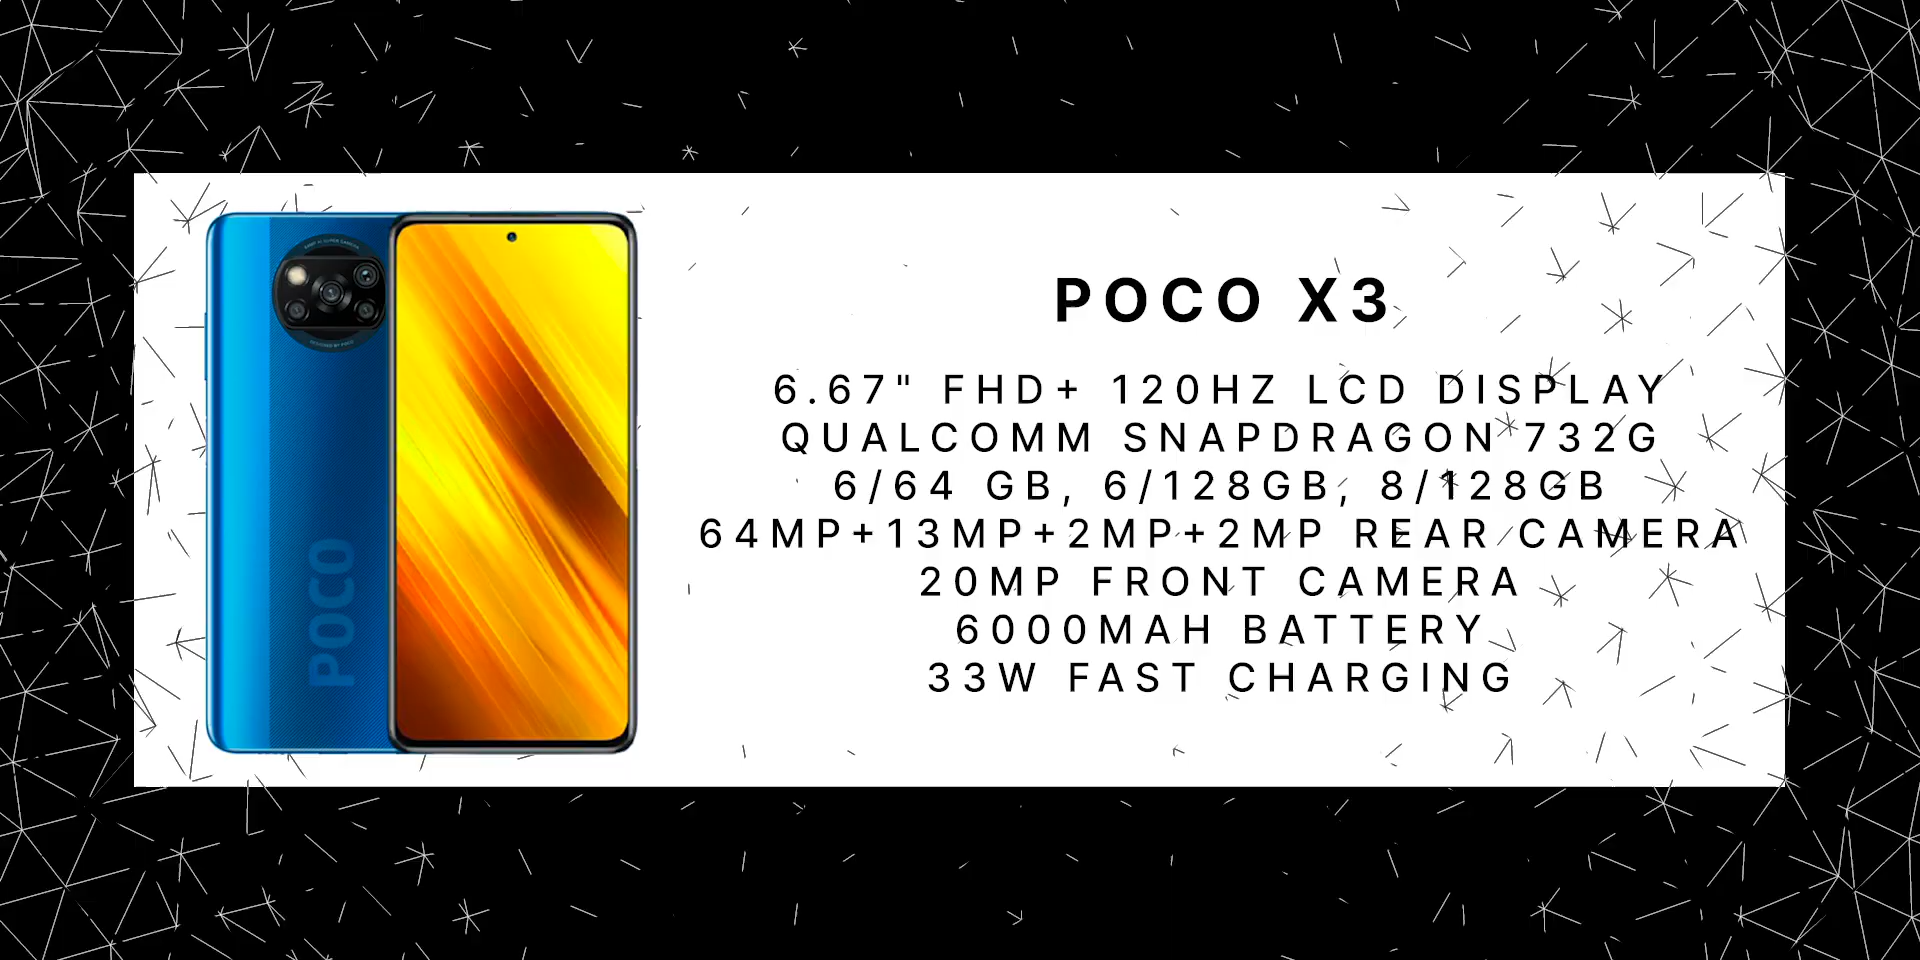 POCO X3
6.67" FHD+ 120HZ LCD DISPLAY
QUALCOMM SNAPDRAGON 732G
6/64 GB, 6/128GB, 8/128GB
64MP+13MP+2MP+2MP REAR CAMERA
20MP FRONT CAMERA
6000MAH BATTERY
33W FAST CHARGING
POCO